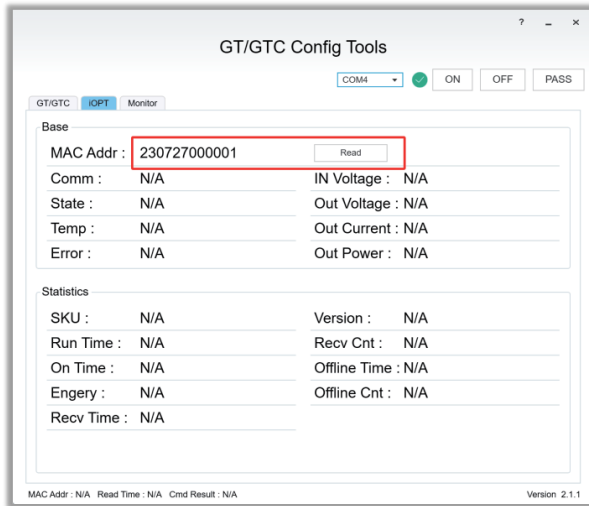 ? – ×
GT/GTC Config Tools
COM4 ON OFF PASS
GT/GTC iOPT Monitor
Base
MAC Addr : 230727000001 Read
Comm : N/A IN Voltage : N/A
State : N/A Out Voltage : N/A
Temp : N/A Out Current : N/A
Error : N/A Out Power : N/A
Statistics
SKU : N/A Version : N/A
Run Time : N/A Recv Cnt : N/A
On Time : N/A Offline Time : N/A
Engery : N/A Offline Cnt : N/A
Recv Time : N/A
MAC Addr : N/A Read Time : N/A Cmd Result : N/A Version 2.1.1